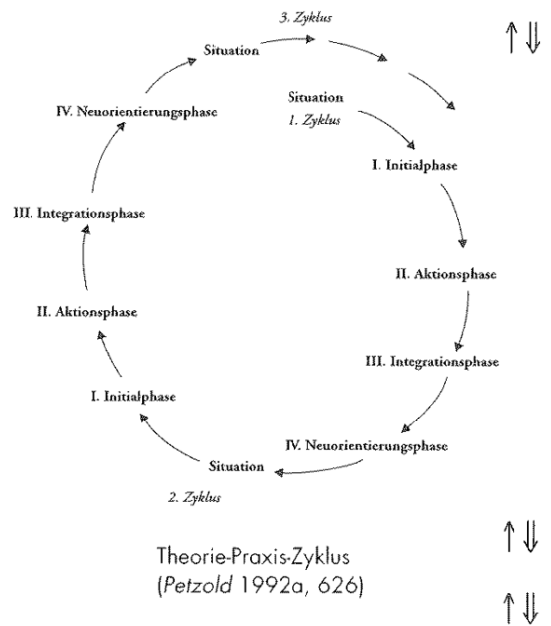 3. Zyklus
Situation
Situation
1. Zyklus
I. Initialphase
II. Aktionsphase
III. Integrationsphase
IV. Neuorientierungsphase
Situation
2. Zyklus
I. Initialphase
II. Aktionsphase
III. Integrationsphase
IV. Neuorientierungsphase
Theorie-Praxis-Zyklus
(Petzold 1992a, 626)